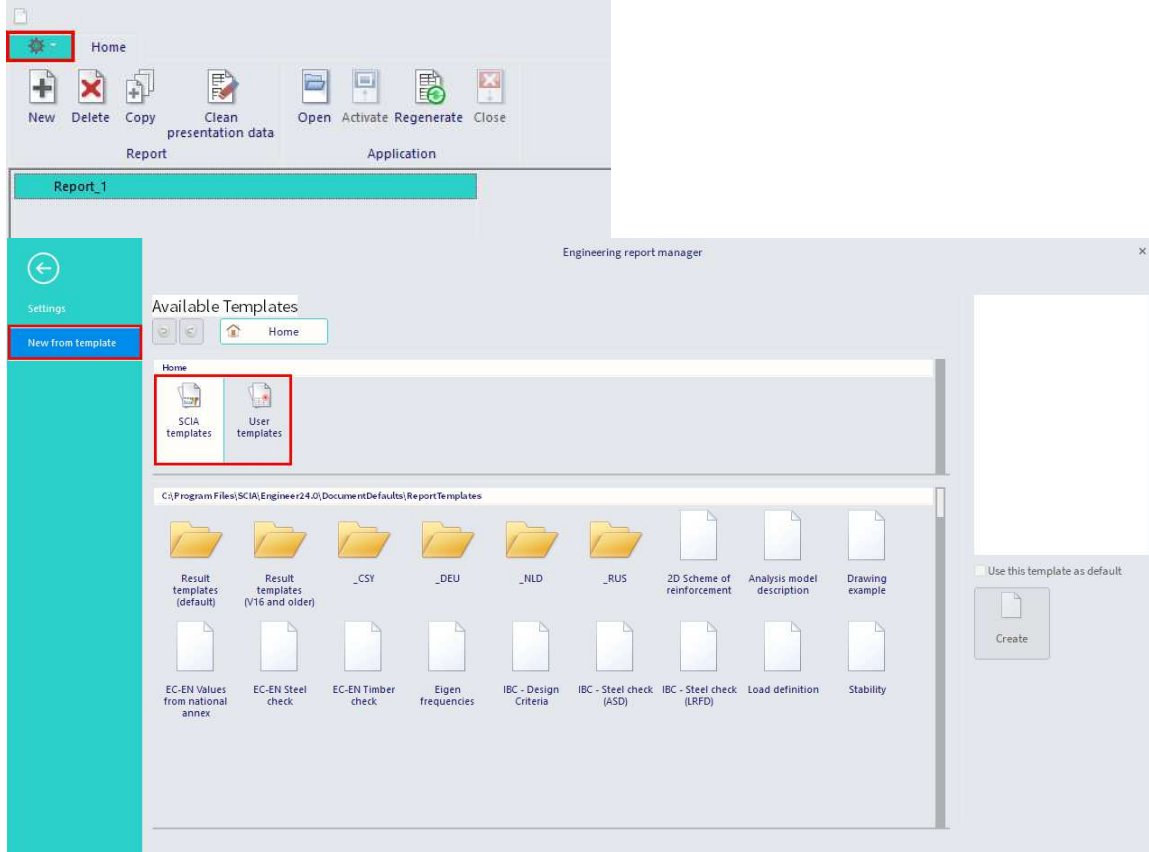 Home
New
Delete
Copy
Clean
presentation data
Open
Activate
Regenerate
Close
Report
Application
Report_1
Engineering report manager
Settings
New from template
Available Templates
Home
Home
SCIA
templates
User
templates
C:\Program Files\SCIA\Engineer24.0\DocumentDefaults\ReportTemplates
Result
templates
(default)
Result
templates
(V16 and older)
_CSY
_DEU
_NLD
_RUS
2D Scheme of
reinforcement
Analysis model
description
Drawing
example
EC-EN Values
from national
annex
EC-EN Steel
check
EC-EN Timber
check
Eigen
frequencies
IBC - Design
Criteria
IBC - Steel check
(ASD)
IBC - Steel check
(LRFD)
Load definition
Stability
Use this template as default
Create